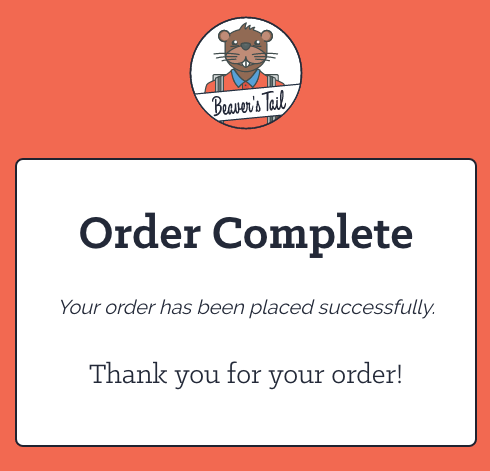 Beaver's Tail
Order Complete
Your order has been placed successfully.
Thank you for your order!